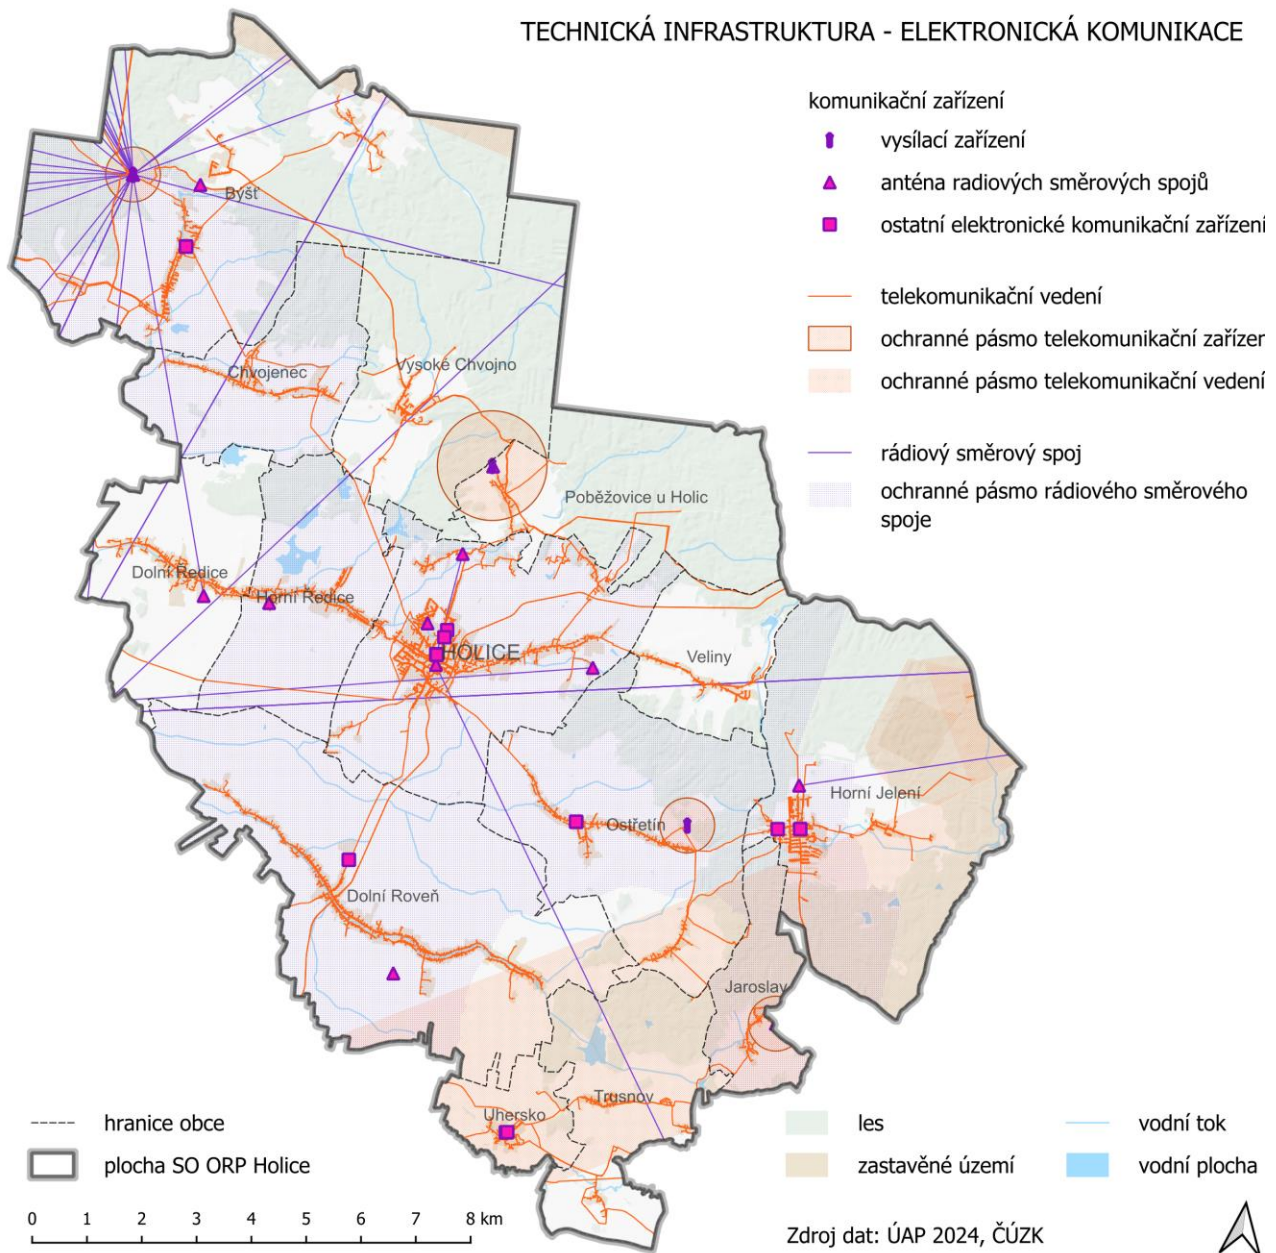 TECHNICKÁ INFRASTRUKTURA - ELEKTRONICKÁ KOMUNIKACE
komunikační zařízení
vysílací zařízení
anténa radiových směrových spojů
ostatní elektronické komunikační zařízení
telekomunikační vedení
ochranné pásmo telekomunikační zařízen
ochranné pásmo telekomunikační vedení
rádiový směrový spoj
ochranné pásmo rádiového směrového
spoje
Býšť
Chvojenec
Vysoké Chvojno
Poběžovice u Holic
Dolní Ředice
Horní Ředice
HOLICE
Veliny
Horní Jelení
Ostřetín
Dolní Roveň
Jaroslav
Trusnov
Uhersko
hranice obce
plocha SO ORP Holice
0 1 2 3 4 5 6 7 8 km
les
zastavěné území
vodní tok
vodní plocha
Zdroj dat: ÚAP 2024, ČÚZK